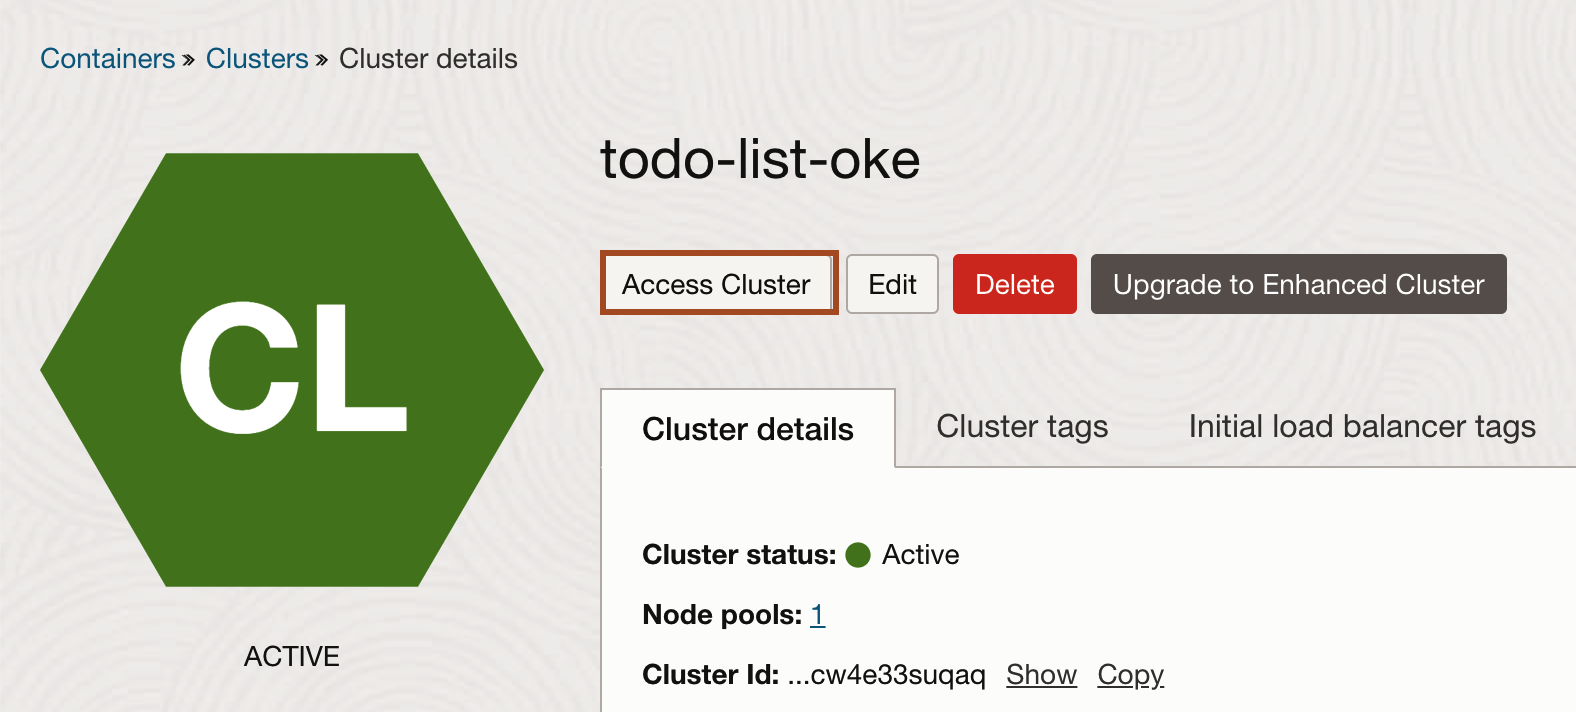 Containers » Clusters » Cluster details
todo-list-oke
Access Cluster Edit Delete Upgrade to Enhanced Cluster
CL
ACTIVE
Cluster details Cluster tags Initial load balancer tags
Cluster status: Active
Node pools: 1
Cluster Id: ...cw4e33suqaq Show Copy